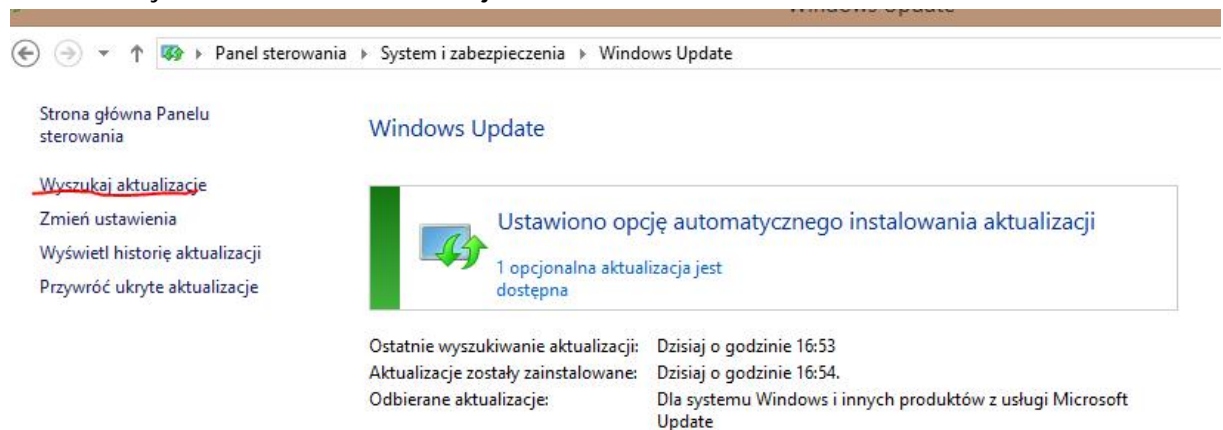 Windows Update
Panel sterowania System i zabezpieczenia Windows Update
Strona główna Panelu
sterowania
Wyszukaj aktualizacje
Zmień ustawienia
Wyświetl historię aktualizacji
Przywróć ukryte aktualizacje
Windows Update
Ustawiono opcję automatycznego instalowania aktualizacji
1 opcjonalna aktualizacja jest
dostępna
Ostatnie wyszukiwanie aktualizacji: Dzisiaj o godzinie 16:53
Aktualizacje zostały zainstalowane: Dzisiaj o godzinie 16:54.
Odbierane aktualizacje: Dla systemu Windows i innych produktów z usługi Microsoft
Update